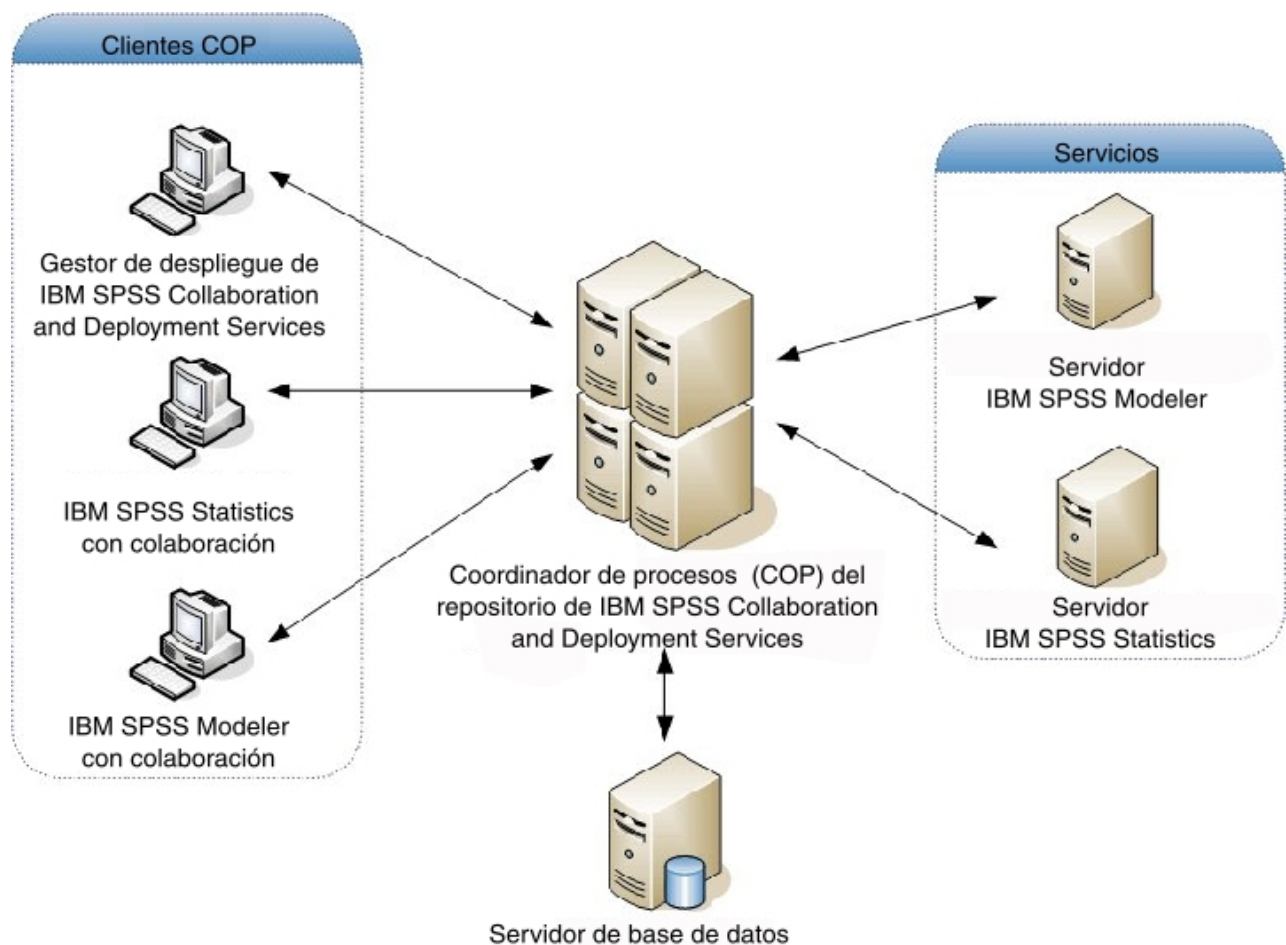 Clientes COP
Gestor de despliegue de
IBM SPSS Collaboration
and Deployment Services
IBM SPSS Statistics
con colaboración
IBM SPSS Modeler
con colaboración
Coordinador de procesos (COP) del
repositorio de IBM SPSS Collaboration
and Deployment Services
Servidor de base de datos
Servicios
Servidor
IBM SPSS Modeler
Servidor
IBM SPSS Statistics